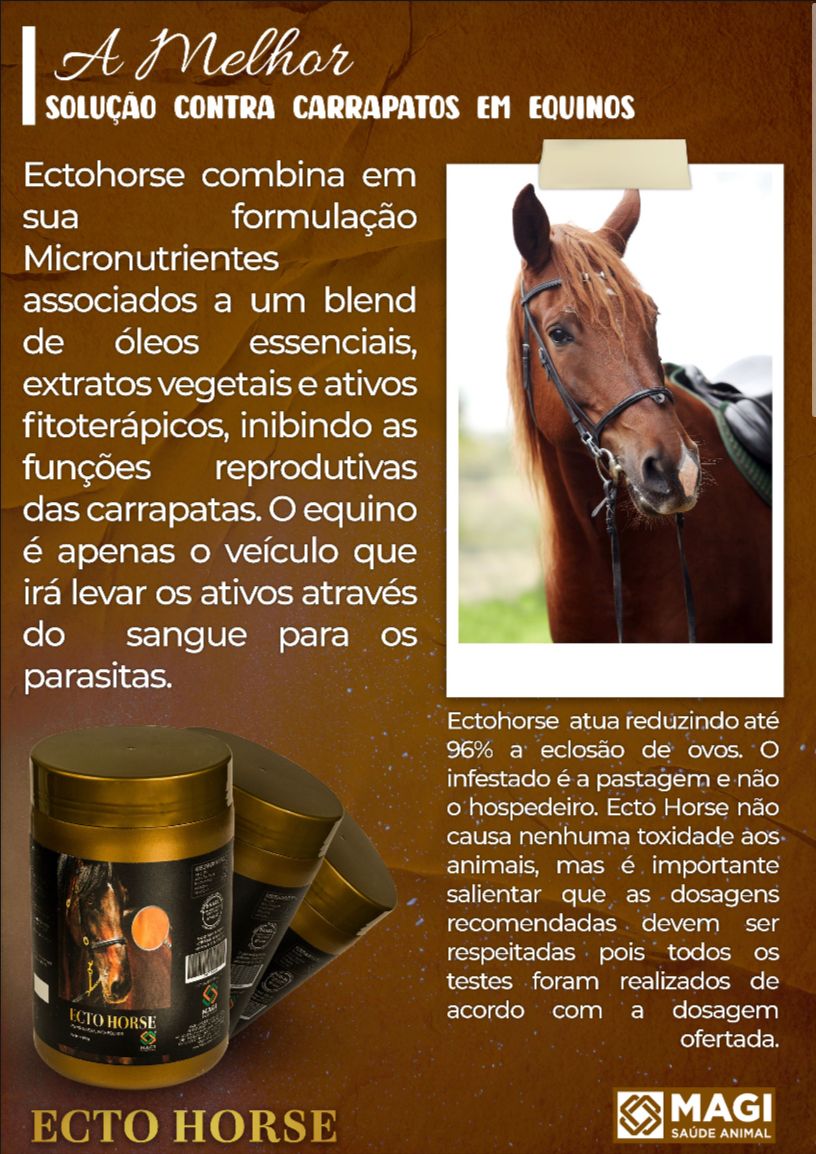 A Melhor
SOLUÇÃO CONTRA CARRAPATOS EM EQUINOS
Ectohorse combina em
sua formulação
Micronutrientes
associados a um blend
de óleos essenciais,
extratos vegetais e ativos
fitoterápicos, inibindo as
funções reprodutivas
das carrapatas. O equino
é apenas o veículo que
irá levar os ativos através
do sangue para os
parasitas.
Ectohorse atua reduzindo até
96% a eclosão de ovos. O
infestado é a pastagem e não
o hospedeiro. Ecto Horse não
causa nenhuma toxidade aos
animais, mas é importante
salientar que as dosagens
recomendadas devem ser
respeitadas pois todos os
testes foram realizados de
acordo com a dosagem
ofertada.
ECTO HORSE
MAGI
ECTO HORSE
MAGI
SAÚDE ANIMAL